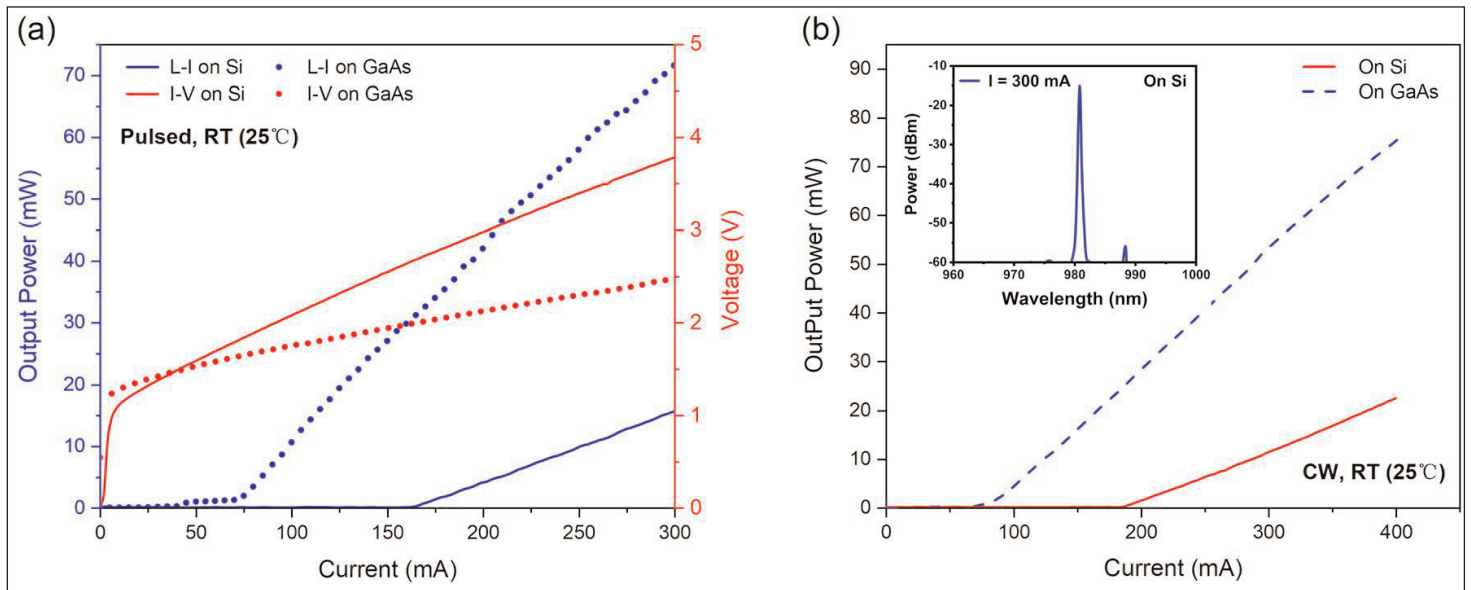 (a)
L-I on Si
L-I on GaAs
I-V on Si
I-V on GaAs
Pulsed, RT (25℃)
Output Power (mW)
70
60
50
40
30
20
10
0
Voltage (V)
5
4
3
2
1
0
0 50 100 150 200 250 300
Current (mA)
(b)
On Si
On GaAs
OutPut Power (mW)
90
80
70
60
50
40
30
20
10
0
I = 300 mA On Si
Power (dBm)
-10
-20
-30
-40
-50
-60
960 970 980 990 1000
Wavelength (nm)
CW, RT (25℃)
0 100 200 300 400
Current (mA)